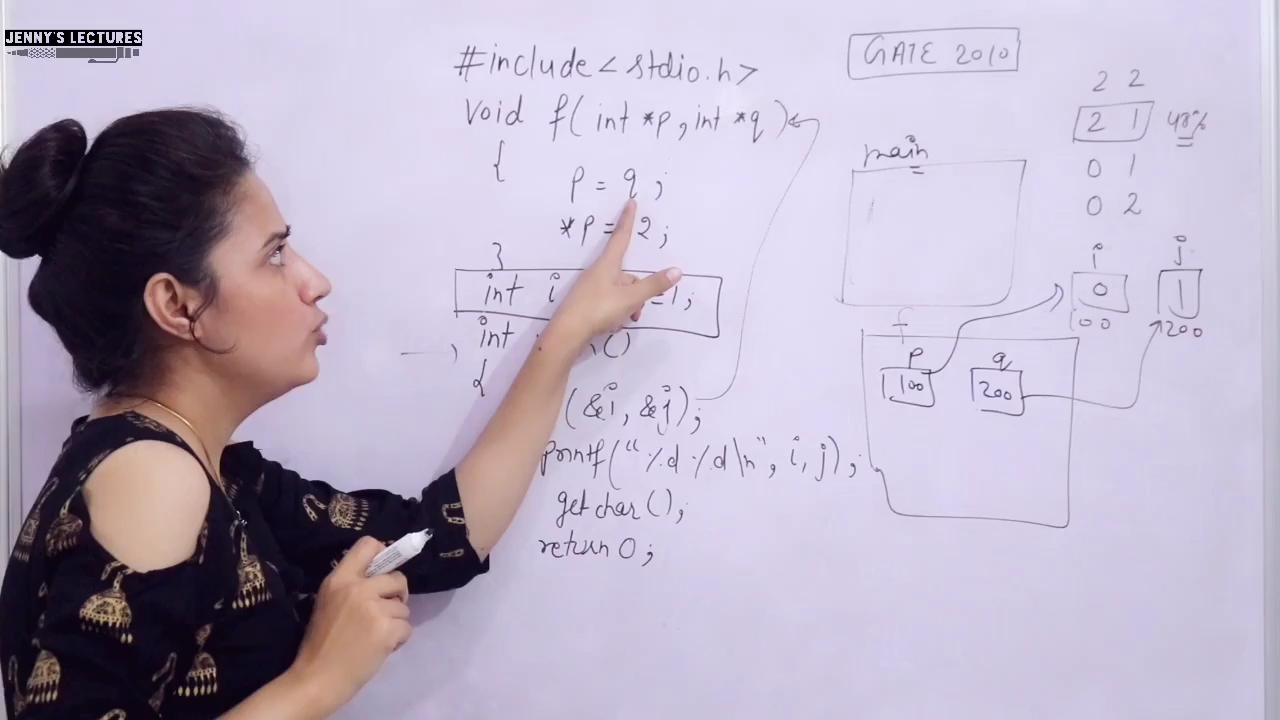 JENNY'S LECTURES
#include < stdio.h >
void f( int *p, int *q )
{
p = q ;
*p = 2 ;
}
int i =1;
int ()
{
(&i, &j);
printf("%d %d\n", i, j);
getchar();
return 0;
GATE 2010
2 2
2 1 48%
0 1
0 2
main
i j
0 1
100 200
f
p q
100 200